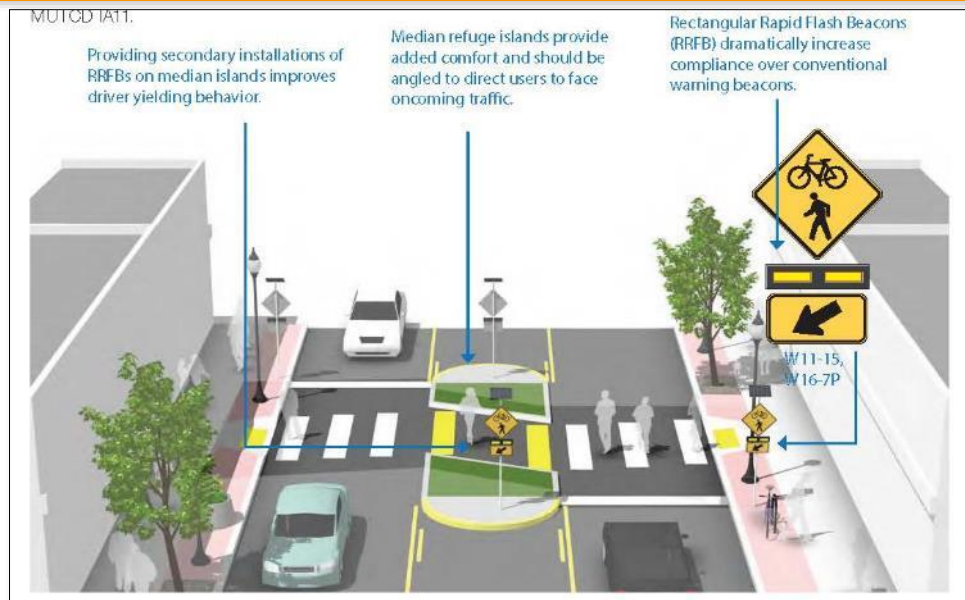 MUTCD IA11.
Providing secondary installations of
RRFBs on median islands improves
driver yielding behavior.
Median refuge islands provide
added comfort and should be
angled to direct users to face
oncoming traffic.
Rectangular Rapid Flash Beacons
(RRFB) dramatically increase
compliance over conventional
warning beacons.
W11-15,
W16-7P